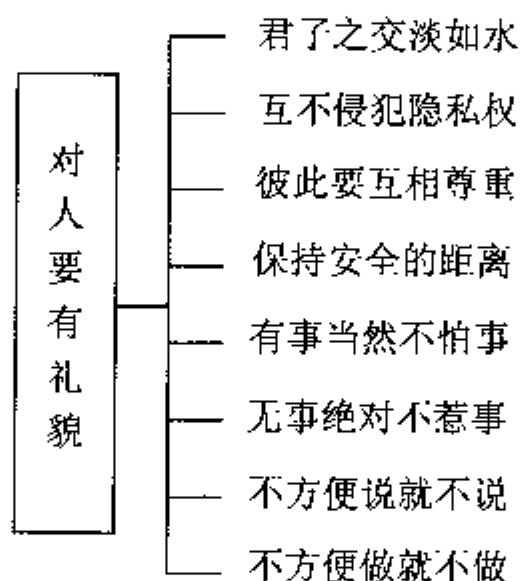 对人要有礼貌
君了之交淡如水
互不侵犯隐私权
彼此要互相尊重
保持安全的距离
有事当然不怕事
无事绝对不惹事
不方便说就不说
不方便做就不做